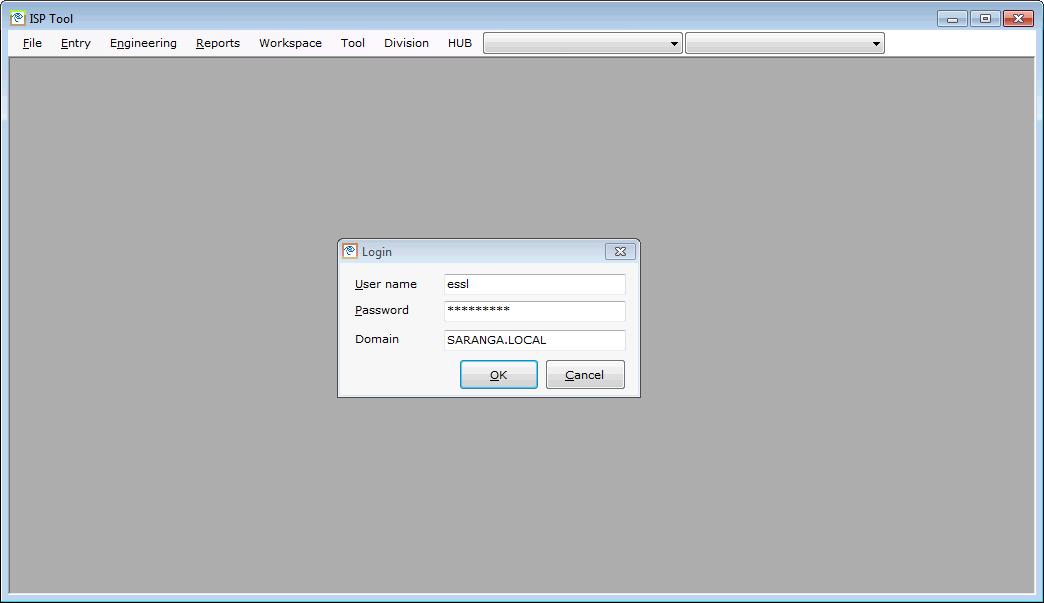 ISP Tool
File Entry Engineering Reports Workspace Tool Division HUB
Login
User name essl
Password *********
Domain SARANGA.LOCAL
OK Cancel